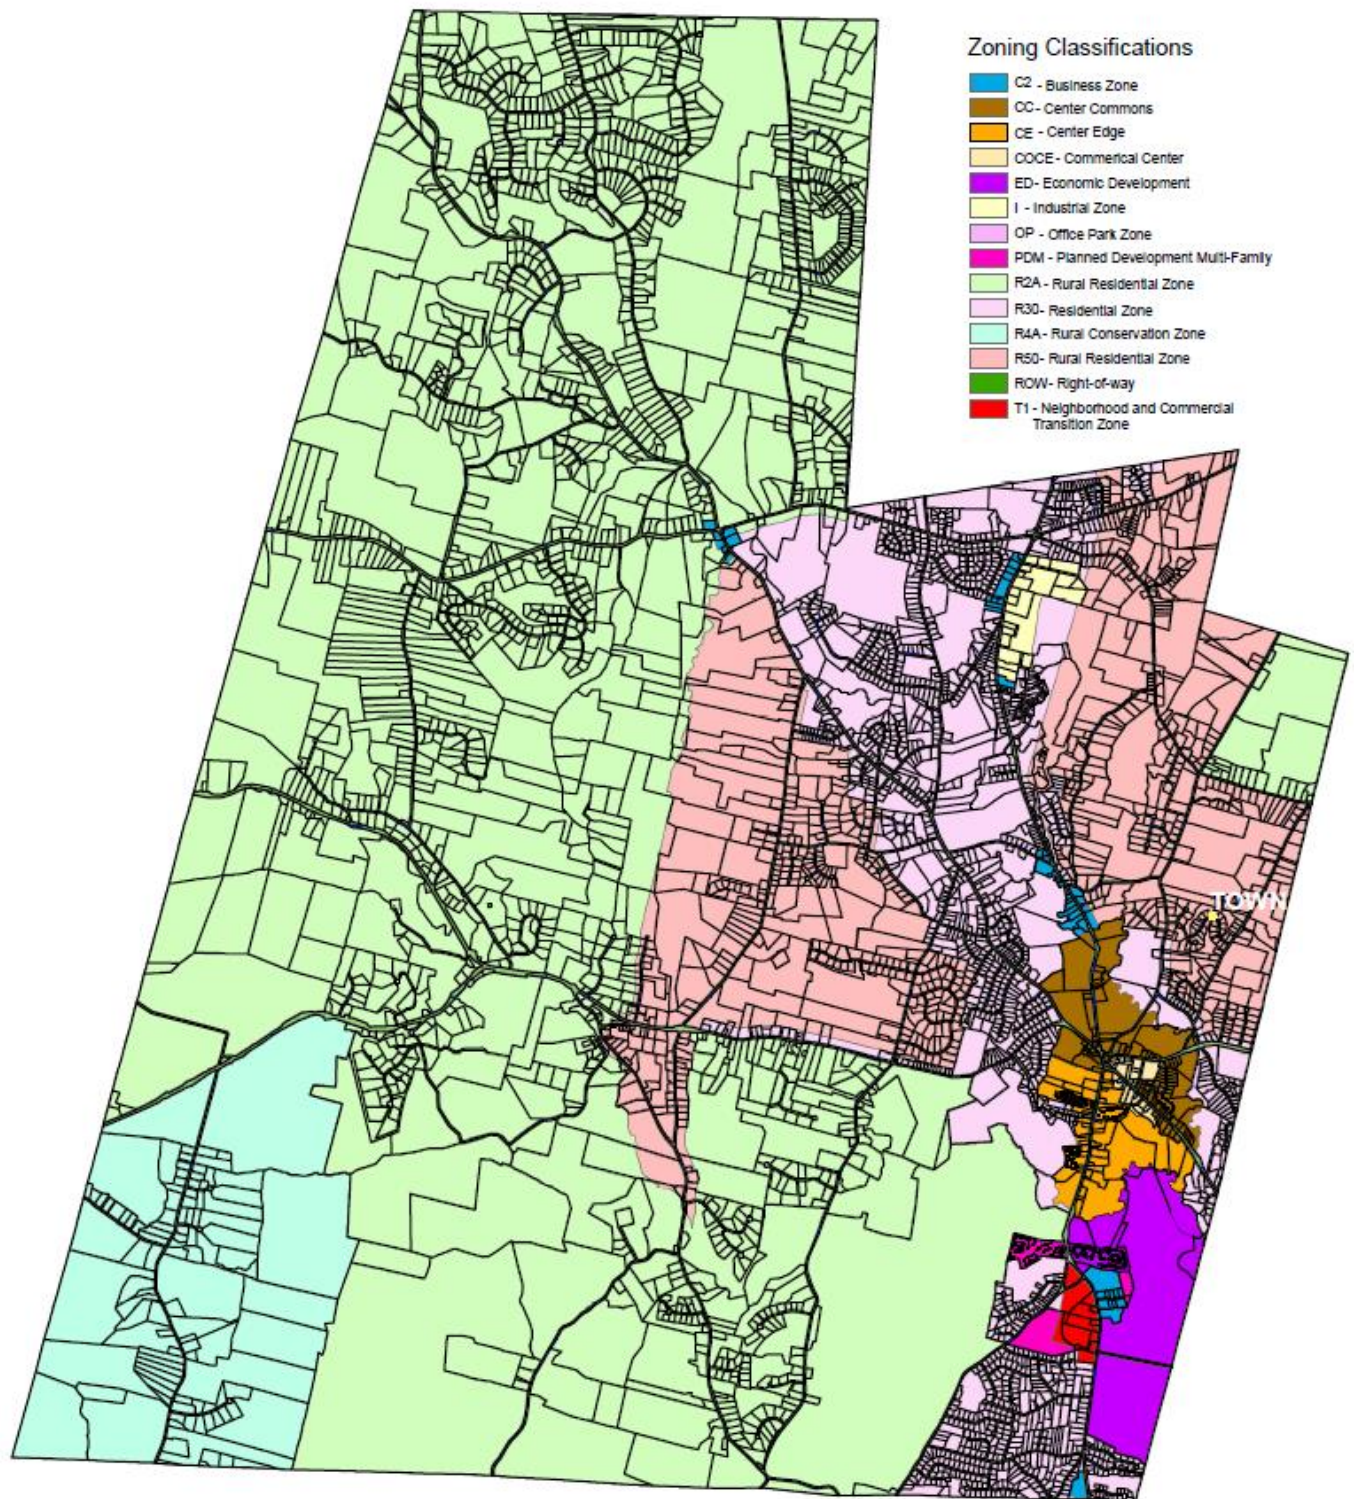 Zoning Classifications
C2 - Business Zone
CC- Center Commons
CE - Center Edge
COCE - Commerical Center
ED- Economic Development
I - Industrial Zone
OP - Office Park Zone
PDM - Planned Development Multi-Family
R2A - Rural Residential Zone
R30- Residential Zone
R4A- Rural Conservation Zone
R50- Rural Residential Zone
ROW- Right-of-way
T1 - Neighborhood and Commercial
Transition Zone
TOWN